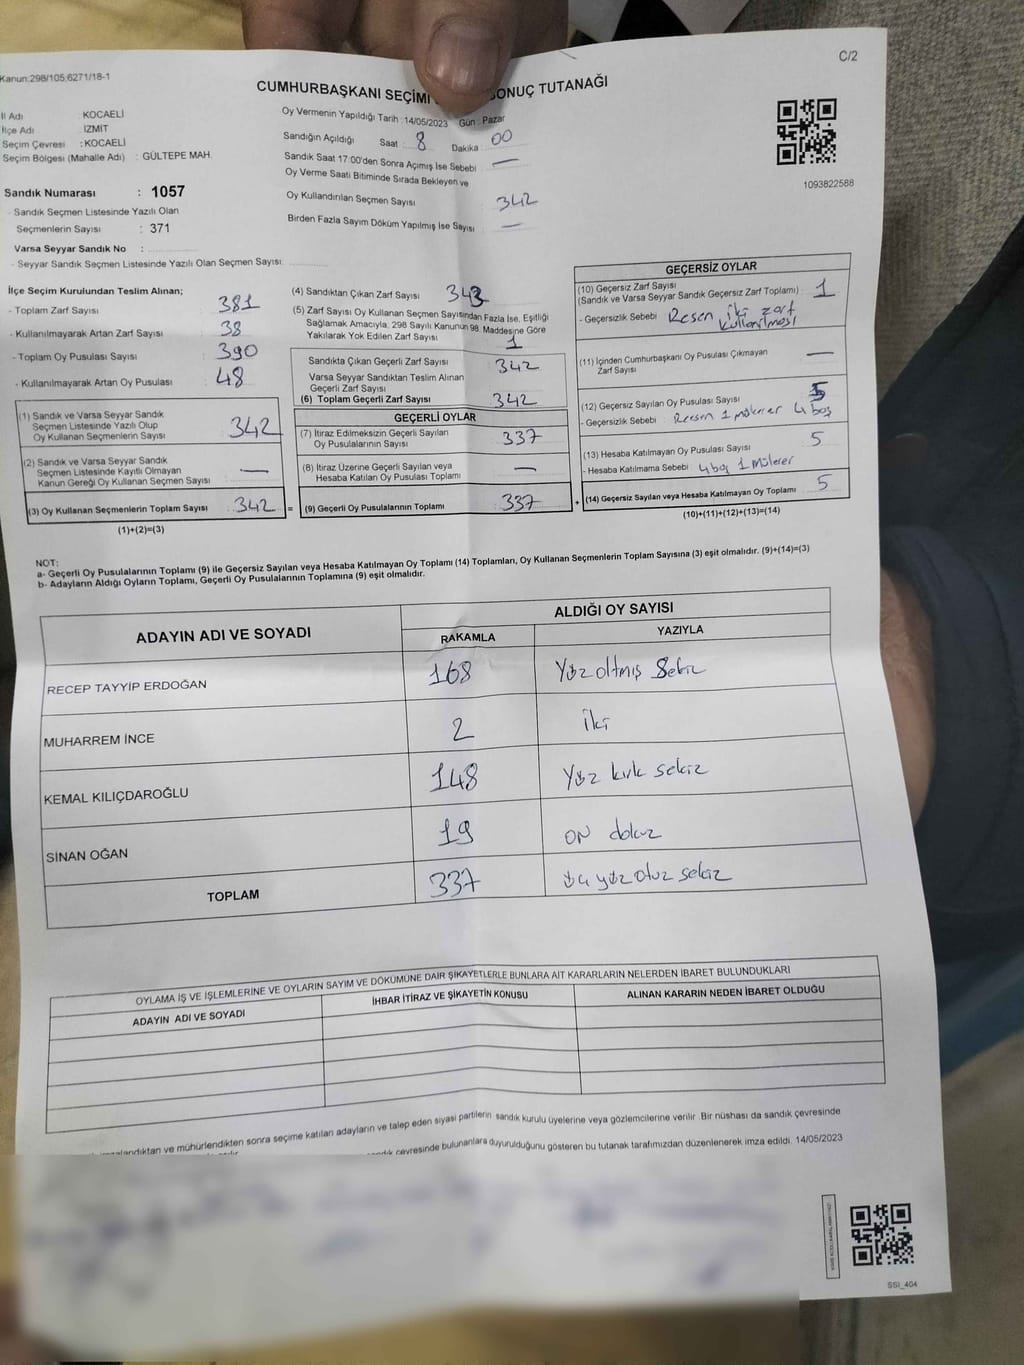 Kanun:298/105,6271/18-1
C/2
CUMHURBAŞKANI SEÇİMİ SONUÇ TUTANAĞI
İl Adı KOCAELİ
İlçe Adı İZMİT
Seçim Çevresi : KOCAELİ
Seçim Bölgesi (Mahalle Adı) : GÜLTEPE MAH.
Oy Vermenin Yapıldığı Tarih : 14/05/2023 Gün : Pazar
Sandığın Açıldığı Saat : 8 Dakika : 00
Sandık Saat 17:00'den Sonra Açımış İse Sebebi —
Oy Verme Saati Bitiminde Sırada Bekleyen ve
Oy Kullandırılan Seçmen Sayısı 342
Birden Fazla Sayım Döküm Yapılmış İse Sayısı —
1093822588
Sandık Numarası : 1057
- Sandık Seçmen Listesinde Yazılı Olan
Seçmenlerin Sayısı : 371
Varsa Seyyar Sandık No :
- Seyyar Sandık Seçmen Listesinde Yazılı Olan Seçmen Sayısı:
İlçe Seçim Kurulundan Teslim Alınan;
- Toplam Zarf Sayısı : 381
- Kullanılmayarak Artan Zarf Sayısı : 38
- Toplam Oy Pusulası Sayısı : 390
- Kullanılmayarak Artan Oy Pusulası : 48
(1) Sandık ve Varsa Seyyar Sandık
Seçmen Listesinde Yazılı Olup
Oy Kullanan Seçmenlerin Sayısı : 342
(2) Sandık ve Varsa Seyyar Sandık
Seçmen Listesinde Kayıtlı Olmayan
Kanun Gereği Oy Kullanan Seçmen Sayısı : —
(3) Oy Kullanan Seçmenlerin Toplam Sayısı : 342 =
(1)+(2)=(3)
(4) Sandıktan Çıkan Zarf Sayısı 343
(5) Zarf Sayısı Oy Kullanan Seçmen Sayısından Fazla İse, Eşitliği
Sağlamak Amacıyla; 298 Sayılı Kanunun 98. Maddesine Göre
Yakılarak Yok Edilen Zarf Sayısı 1
Sandıkta Çıkan Geçerli Zarf Sayısı 342
Varsa Seyyar Sandıktan Teslim Alınan
Geçerli Zarf Sayısı
(6) Toplam Geçerli Zarf Sayısı 342
GEÇERLİ OYLAR
(7) İtiraz Edilmeksizin Geçerli Sayılan
Oy Pusulalarının Sayısı 337
(8) İtiraz Üzerine Geçerli Sayılan veya
Hesaba Katılan Oy Pusulası Toplamı —
(9) Geçerli Oy Pusulalarının Toplamı 337 +
GEÇERSİZ OYLAR
(10) Geçersiz Zarf Sayısı
(Sandık ve Varsa Seyyar Sandık Geçersiz Zarf Toplamı) 1
- Geçersizlik Sebebi : Resen iki zarf
kullanılması
(11) İçinden Cumhurbaşkanı Oy Pusulası Çıkmayan
Zarf Sayısı —
(12) Geçersiz Sayılan Oy Pusulası Sayısı 5
- Geçersizlik Sebebi : Resen 1 mükerer 4 boş
(13) Hesaba Katılmayan Oy Pusulası Sayısı 5
- Hesaba Katılmama Sebebi 4 boş 1 Mükerer
(14) Geçersiz Sayılan veya Hesaba Katılmayan Oy Toplamı 5
(10)+(11)+(12)+(13)=(14)
NOT:
a- Geçerli Oy Pusulalarının Toplamı (9) ile Geçersiz Sayılan veya Hesaba Katılmayan Oy Toplamı (14) Toplamları, Oy Kullanan Seçmenlerin Toplam Sayısına (3) eşit olmalıdır. (9)+(14)=(3)
b- Adayların Aldığı Oyların Toplamı, Geçerli Oy Pusulalarının Toplamına (9) eşit olmalıdır.
ADAYIN ADI VE SOYADI ALDIĞI OY SAYISI
RAKAMLA YAZIYLA
RECEP TAYYİP ERDOĞAN 168 Yüz altmış Sekiz
MUHARREM İNCE 2 iki
KEMAL KILIÇDAROĞLU 148 Yüz kırk sekiz
SİNAN OĞAN 19 ON dokuz
TOPLAM 337 üç yüz otuz sekiz
OYLAMA İŞ VE İŞLEMLERİNE VE OYLARIN SAYIM VE DÖKÜMÜNE DAİR ŞİKAYETLERLE BUNLARA AİT KARARLARIN NELERDEN İBARET BULUNDUKLARI
ADAYIN ADI VE SOYADI İHBAR İTİRAZ VE ŞİKAYETİN KONUSU ALINAN KARARIN NEDEN İBARET OLDUĞU
ve mühürlendikten sonra seçime katılan adayların ve talep eden siyasi partilerin sandık kurulu üyelerine veya gözlemcilerine verilir. Bir nüshası da sandık çevresinde
sandık çevresinde bulunanlara duyurulduğunu gösteren bu tutanak tarafımızdan düzenlenerek imza edildi. 14/05/2023
SSI_404